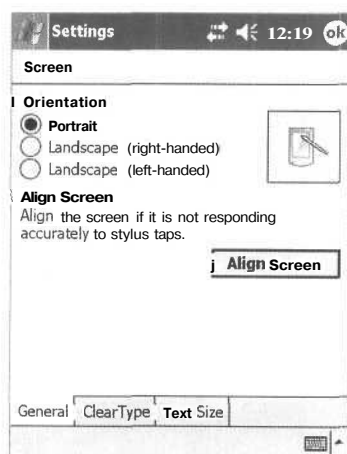 Settings 12:19 ok
Screen
Orientation
Portrait
Landscape (right-handed)
Landscape (left-handed)
Align Screen
Align the screen if it is not responding
accurately to stylus taps.
Align Screen
General ClearType Text Size